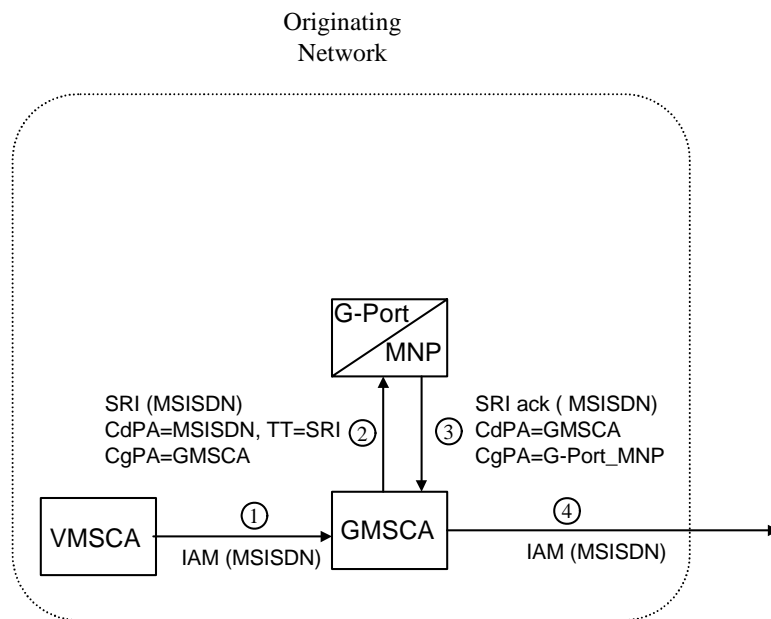 Originating
Network
G-Port
MNP
SRI (MSISDN)
CdPA=MSISDN, TT=SRI
CgPA=GMSCA
2
3
SRI ack ( MSISDN)
CdPA=GMSCA
CgPA=G-Port_MNP
VMSCA
1
IAM (MSISDN)
GMSCA
4
IAM (MSISDN)